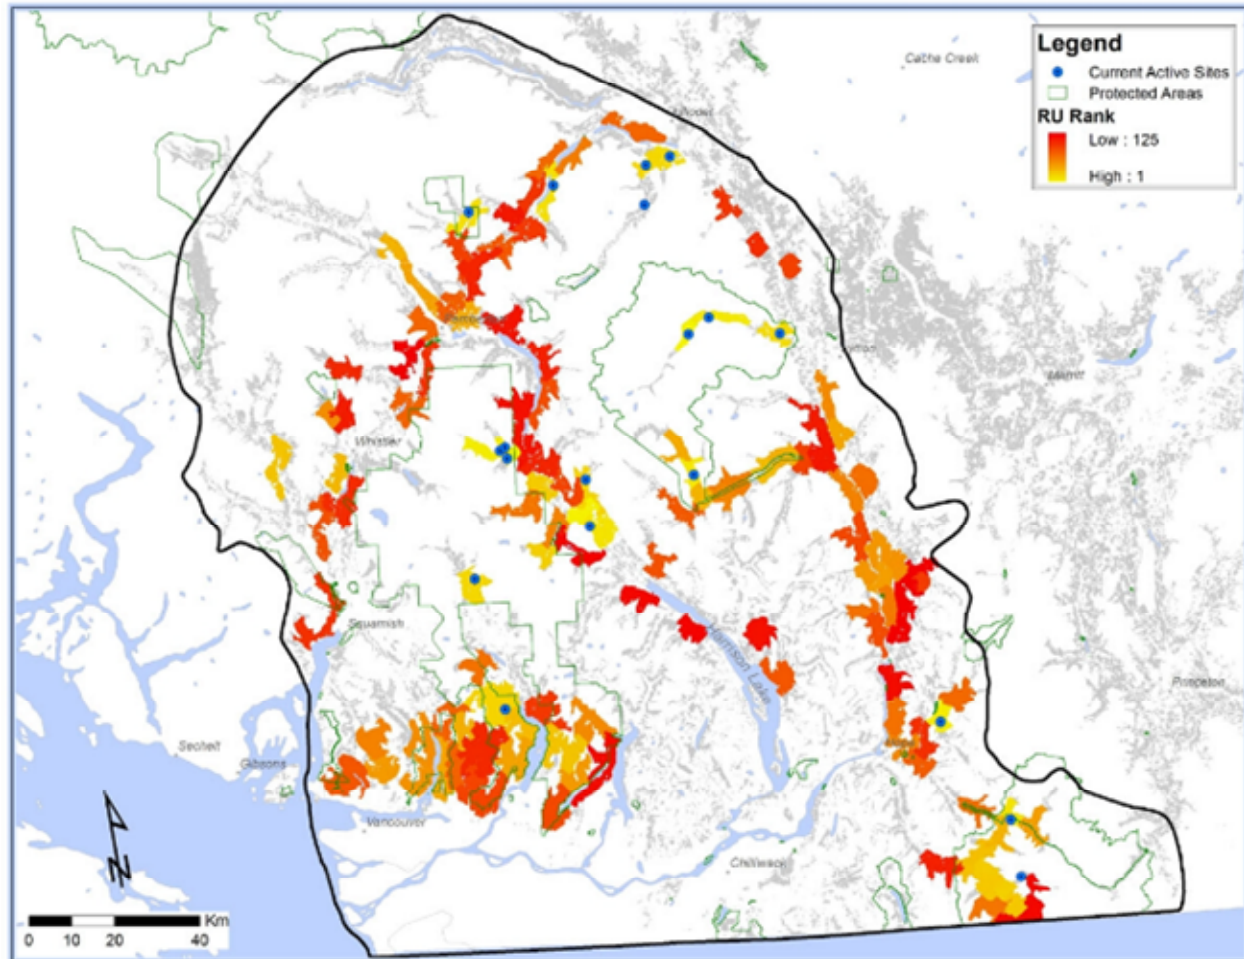 Legend
Current Active Sites
Protected Areas
RU Rank
Low : 125
High : 1
Cache Creek
Lillooet
Merritt
Whistler
Squamish
Harrison Lake
Princeton
Sechelt
Gibsons
Vancouver
Chilliwack
N
Km
0 10 20 40